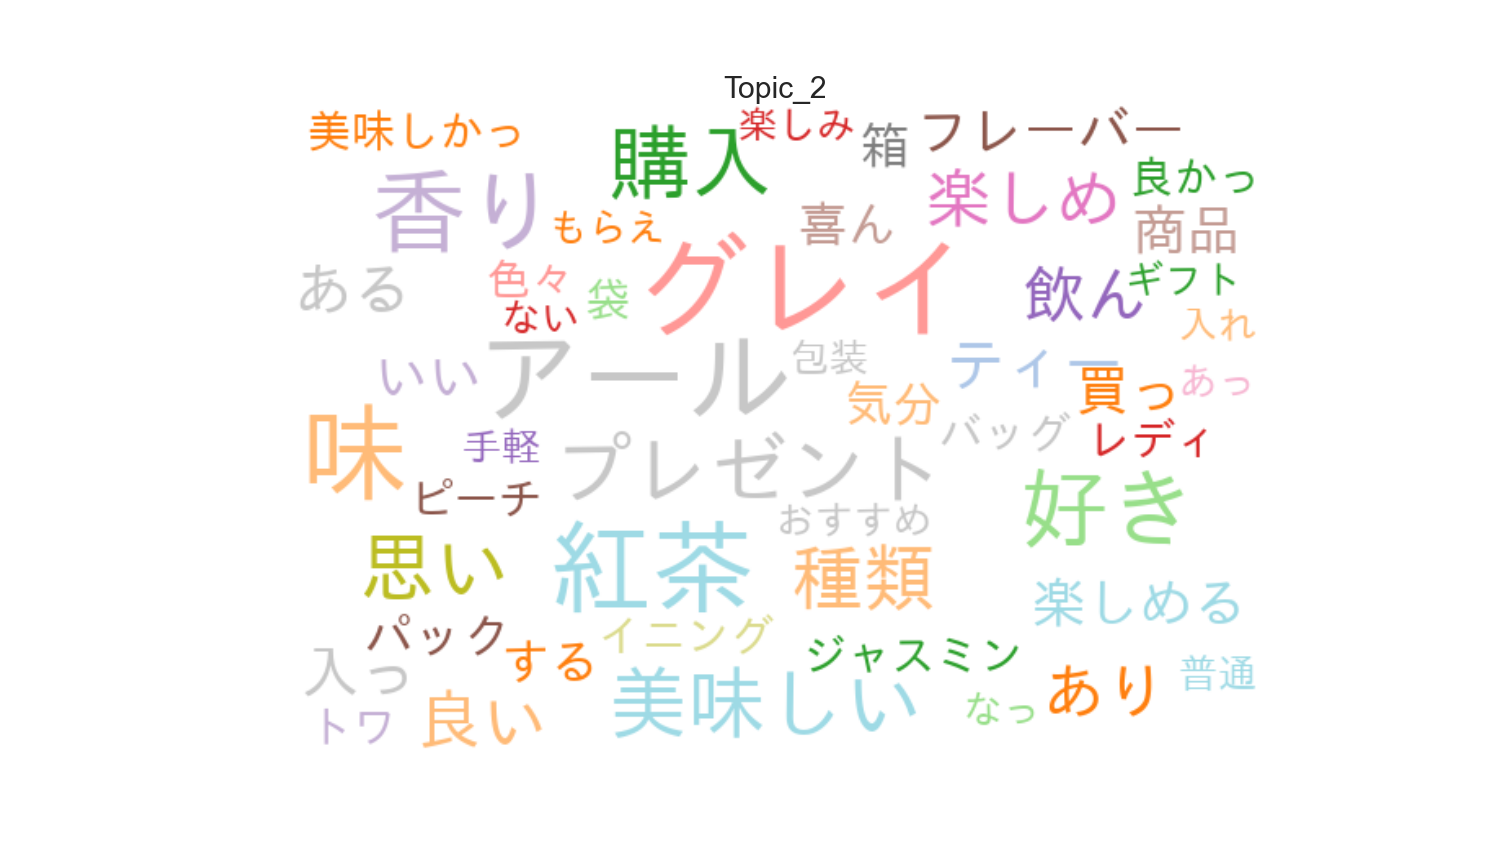 Topic_2
美味しかっ
購入
楽しみ
箱
フレーバー
香り
もらえ
喜ん
楽しめ
良かっ
商品
ある
色々
ない
袋
グレイ
飲ん
ギフト
入れ
いい
アール
包装
気分
ティー
買っ
あっ
味
手軽
ピーチ
プレゼント
バッグ
レディ
おすすめ
好き
思い
紅茶
種類
楽しめる
パック
する
イニング
ジャスミン
入っ
トワ
良い
美味しい
なっ
あり
普通